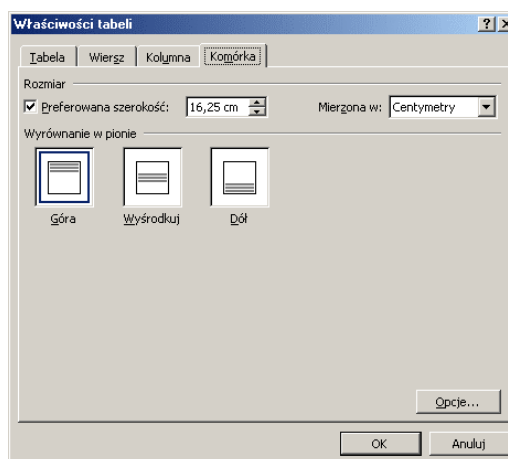 Właściwości tabeli
Tabela Wiersz Kolumna Komórka
Rozmiar
Preferowana szerokość: 16,25 cm Mierzona w: Centymetry
Wyrównanie w pionie
Góra Wyśrodkuj Dół
Opcje...
OK Anuluj